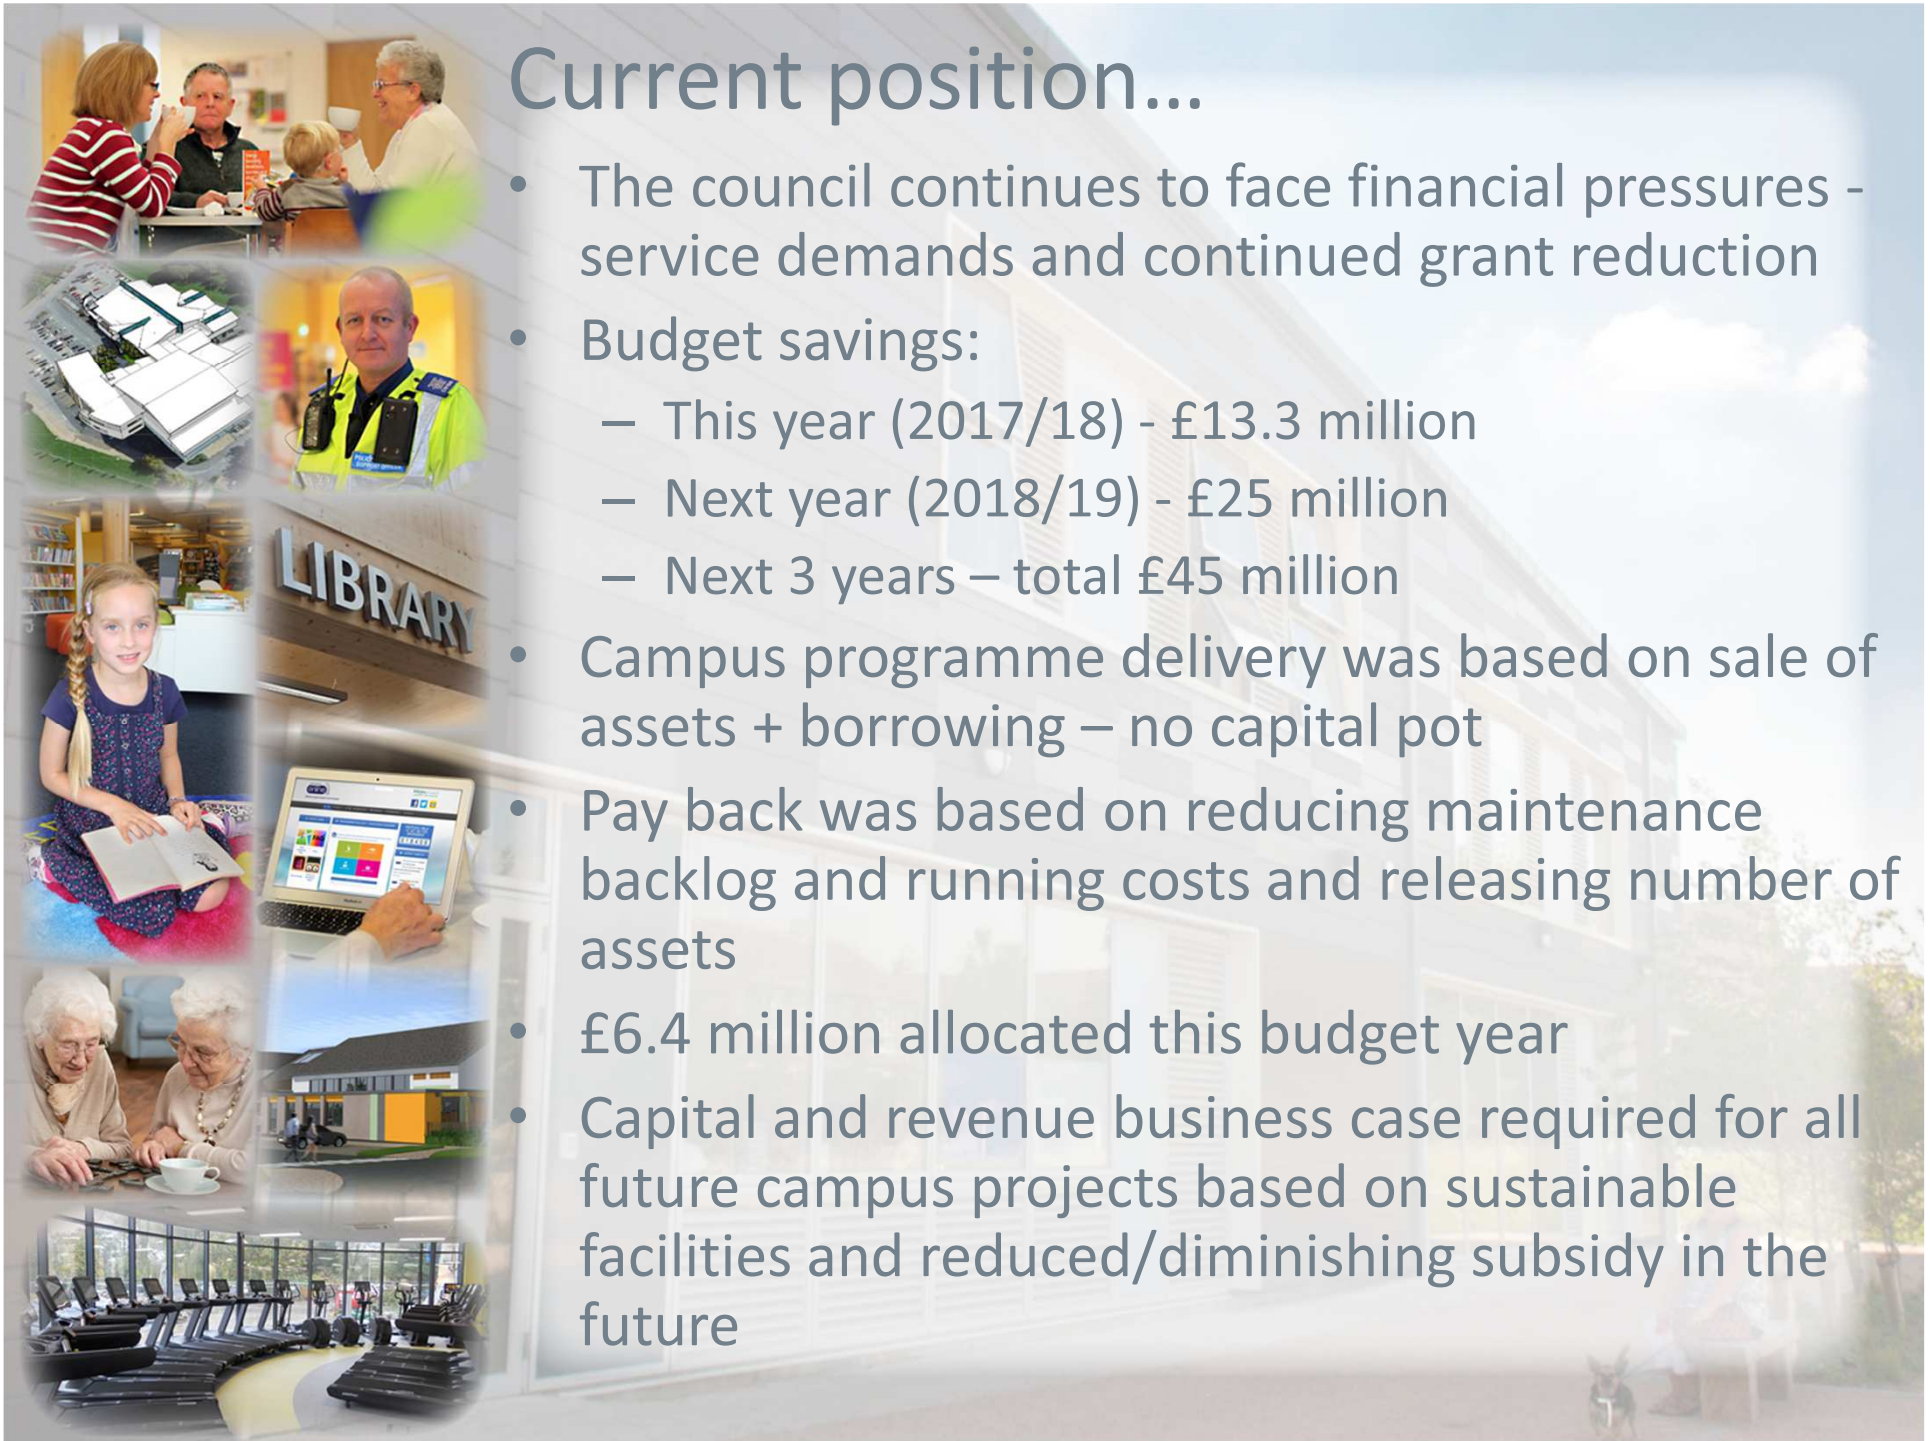 Current position...
• The council continues to face financial pressures -
service demands and continued grant reduction
• Budget savings:
– This year (2017/18) - £13.3 million
– Next year (2018/19) - £25 million
– Next 3 years – total £45 million
• Campus programme delivery was based on sale of
assets + borrowing – no capital pot
• Pay back was based on reducing maintenance
backlog and running costs and releasing number of
assets
• £6.4 million allocated this budget year
• Capital and revenue business case required for all
future campus projects based on sustainable
facilities and reduced/diminishing subsidy in the
future
LIBRARY